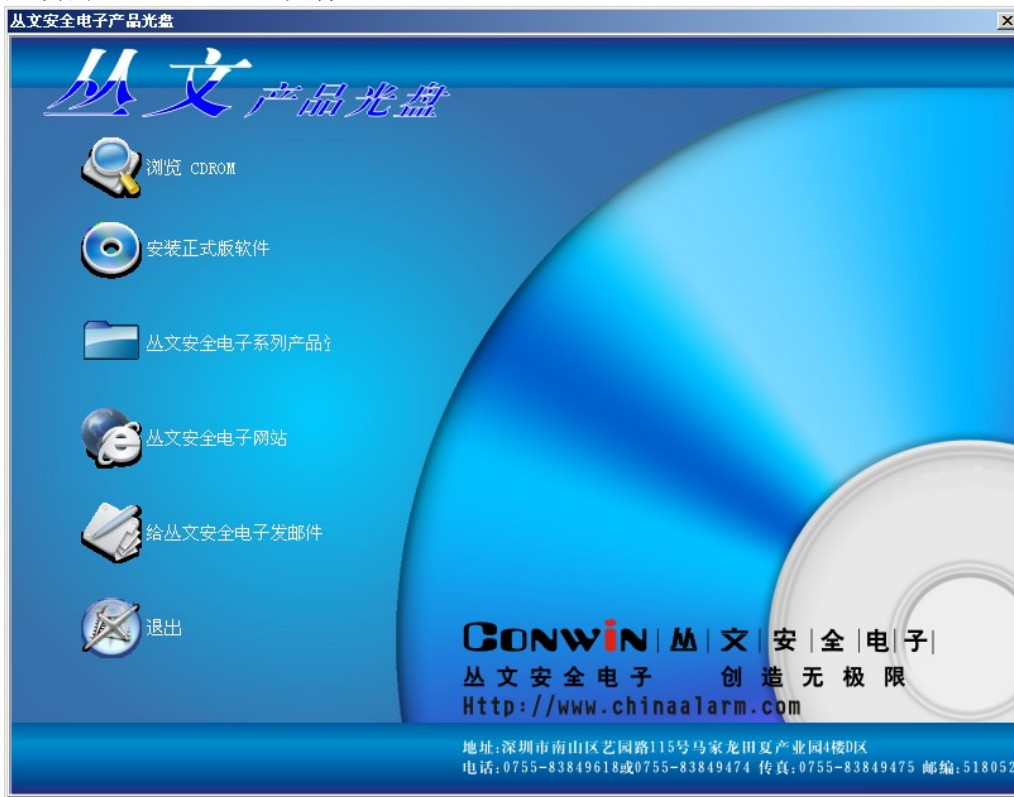 丛文安全电子产品光盘
丛文产品光盘
浏览 CDROM
安装正式版软件
丛文安全电子系列产品
丛文安全电子网站
给丛文安全电子发邮件
退出
CONWIN|丛|文|安|全|电|子|
丛文安全电子 创造无极限
Http://www.chinaalarm.com
地址:深圳市南山区艺园路115号马家龙田夏产业园4楼D区
电话:0755-83849618或0755-83849474 传真:0755-83849475 邮编:518052